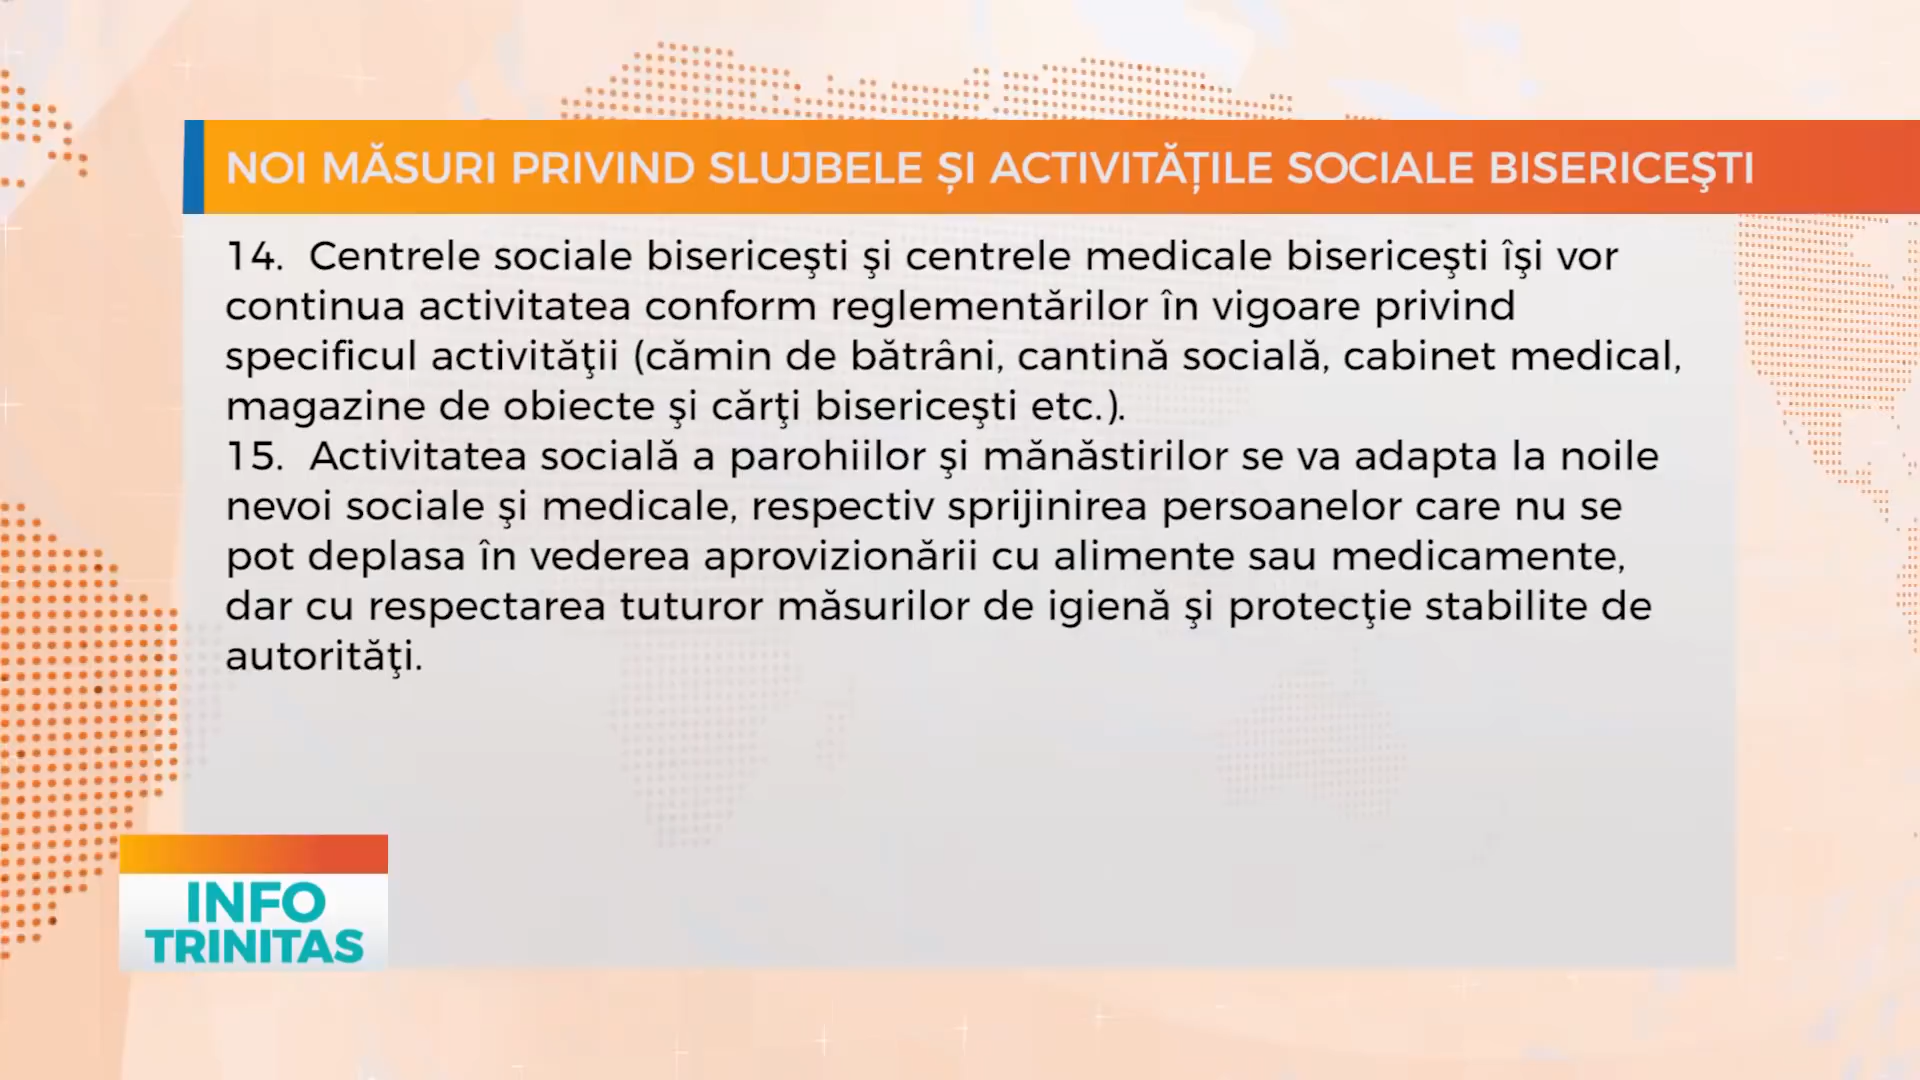 NOI MĂSURI PRIVIND SLUJBELE ȘI ACTIVITĂȚILE SOCIALE BISERICEŞTI
14.  Centrele sociale bisericeşti şi centrele medicale bisericeşti îşi vor
continua activitatea conform reglementărilor în vigoare privind
specificul activităţii (cămin de bătrâni, cantină socială, cabinet medical,
magazine de obiecte şi cărţi bisericeşti etc.).
15.  Activitatea socială a parohiilor şi mănăstirilor se va adapta la noile
nevoi sociale şi medicale, respectiv sprijinirea persoanelor care nu se
pot deplasa în vederea aprovizionării cu alimente sau medicamente,
dar cu respectarea tuturor măsurilor de igienă şi protecţie stabilite de
autorităţi.
INFO
TRINITAS